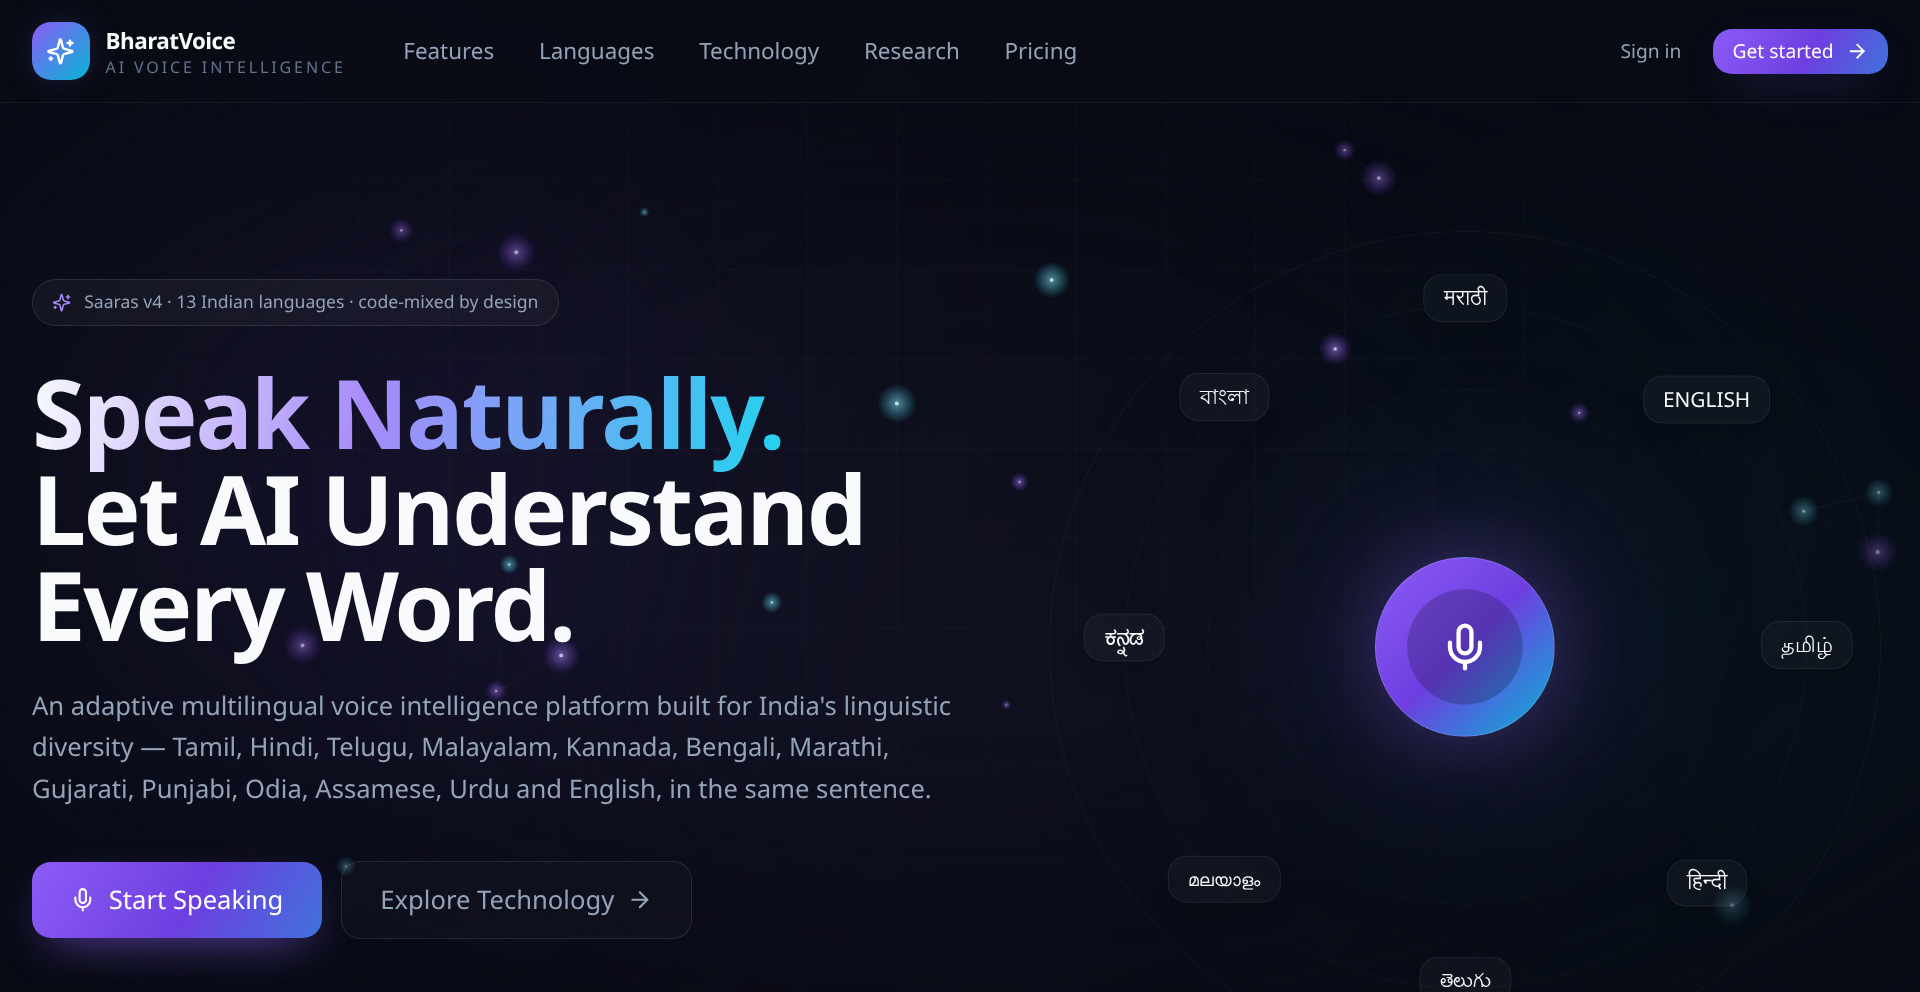 BharatVoice
AI VOICE INTELLIGENCE
Features
Languages
Technology
Research
Pricing
Sign in
Get started
Saaras v4 · 13 Indian languages · code-mixed by design
Speak Naturally.
Let AI Understand
Every Word.
An adaptive multilingual voice intelligence platform built for India's linguistic
diversity — Tamil, Hindi, Telugu, Malayalam, Kannada, Bengali, Marathi,
Gujarati, Punjabi, Odia, Assamese, Urdu and English, in the same sentence.
Start Speaking
Explore Technology
मराठी
বাংলা
ENGLISH
ಕನ್ನಡ
தமிழ்
മലയാളം
हिन्दी
తెలుగు